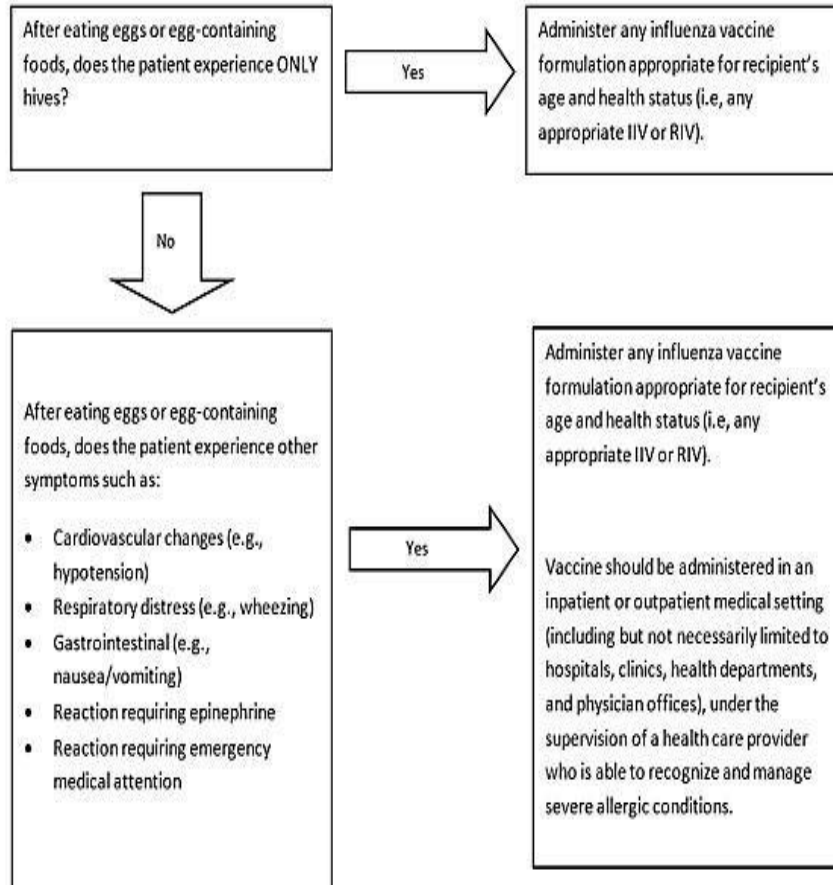 After eating eggs or egg-containing
foods, does the patient experience ONLY
hives?
Yes
Administer any influenza vaccine
formulation appropriate for recipient's
age and health status (i.e, any
appropriate IIV or RIV).
No
After eating eggs or egg-containing
foods, does the patient experience other
symptoms such as:
• Cardiovascular changes (e.g.,
hypotension)
• Respiratory distress (e.g., wheezing)
• Gastrointestinal (e.g.,
nausea/vomiting)
• Reaction requiring epinephrine
• Reaction requiring emergency
medical attention
Yes
Administer any influenza vaccine
formulation appropriate for recipient's
age and health status (i.e, any
appropriate IIV or RIV).
Vaccine should be administered in an
inpatient or outpatient medical setting
(including but not necessarily limited to
hospitals, clinics, health departments,
and physician offices), under the
supervision of a health care provider
who is able to recognize and manage
severe allergic conditions.